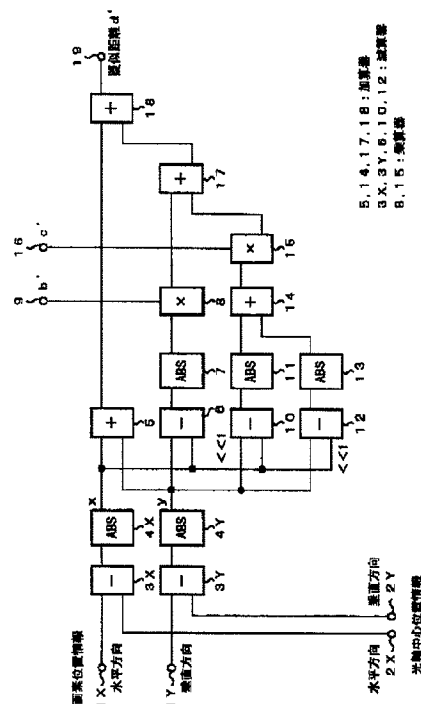 画素位置情報
1X
水平方向
1Y
垂直方向
3X
3Y
−
−
ABS
ABS
4X
4Y
x
y
+
5
−
6
<<1
−
10
−
12
<<1
ABS
7
ABS
11
ABS
13
×
8
+
14
×
15
9 b'
16 c'
+
17
+
18
19
疑似距離d'
水平方向
2X
垂直方向
2Y
光軸中心位置情報
5,14,17,18:加算器
3X,3Y,6,10,12:減算器
8,15:乗算器